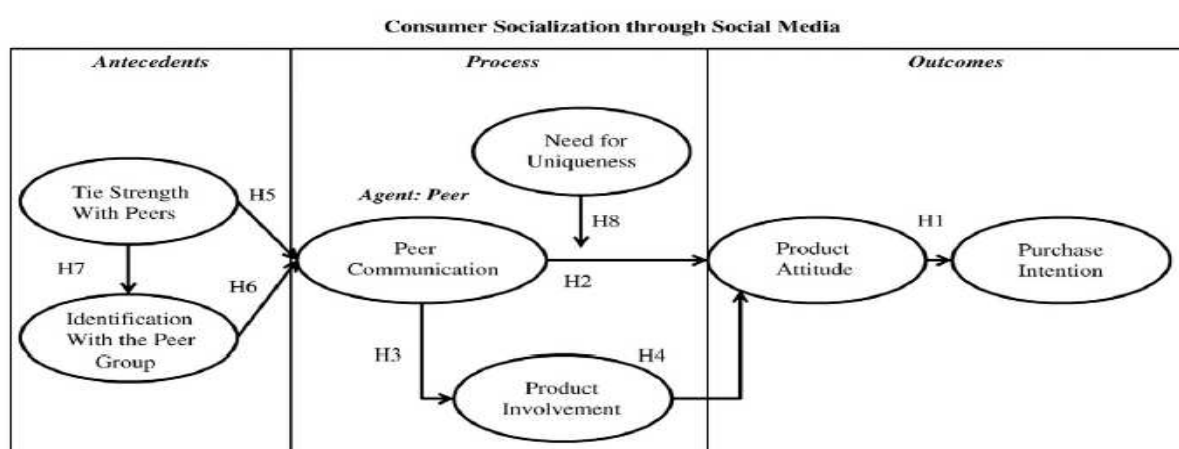 Consumer Socialization through Social Media
Antecedents
Process
Outcomes
Need for
Uniqueness
Tie Strength
With Peers
H5
Agent: Peer
H8
H1
Peer
Communication
Product
Attitude
Purchase
Intention
H7
H6
H2
Identification
With the Peer
Group
H3
H4
Product
Involvement